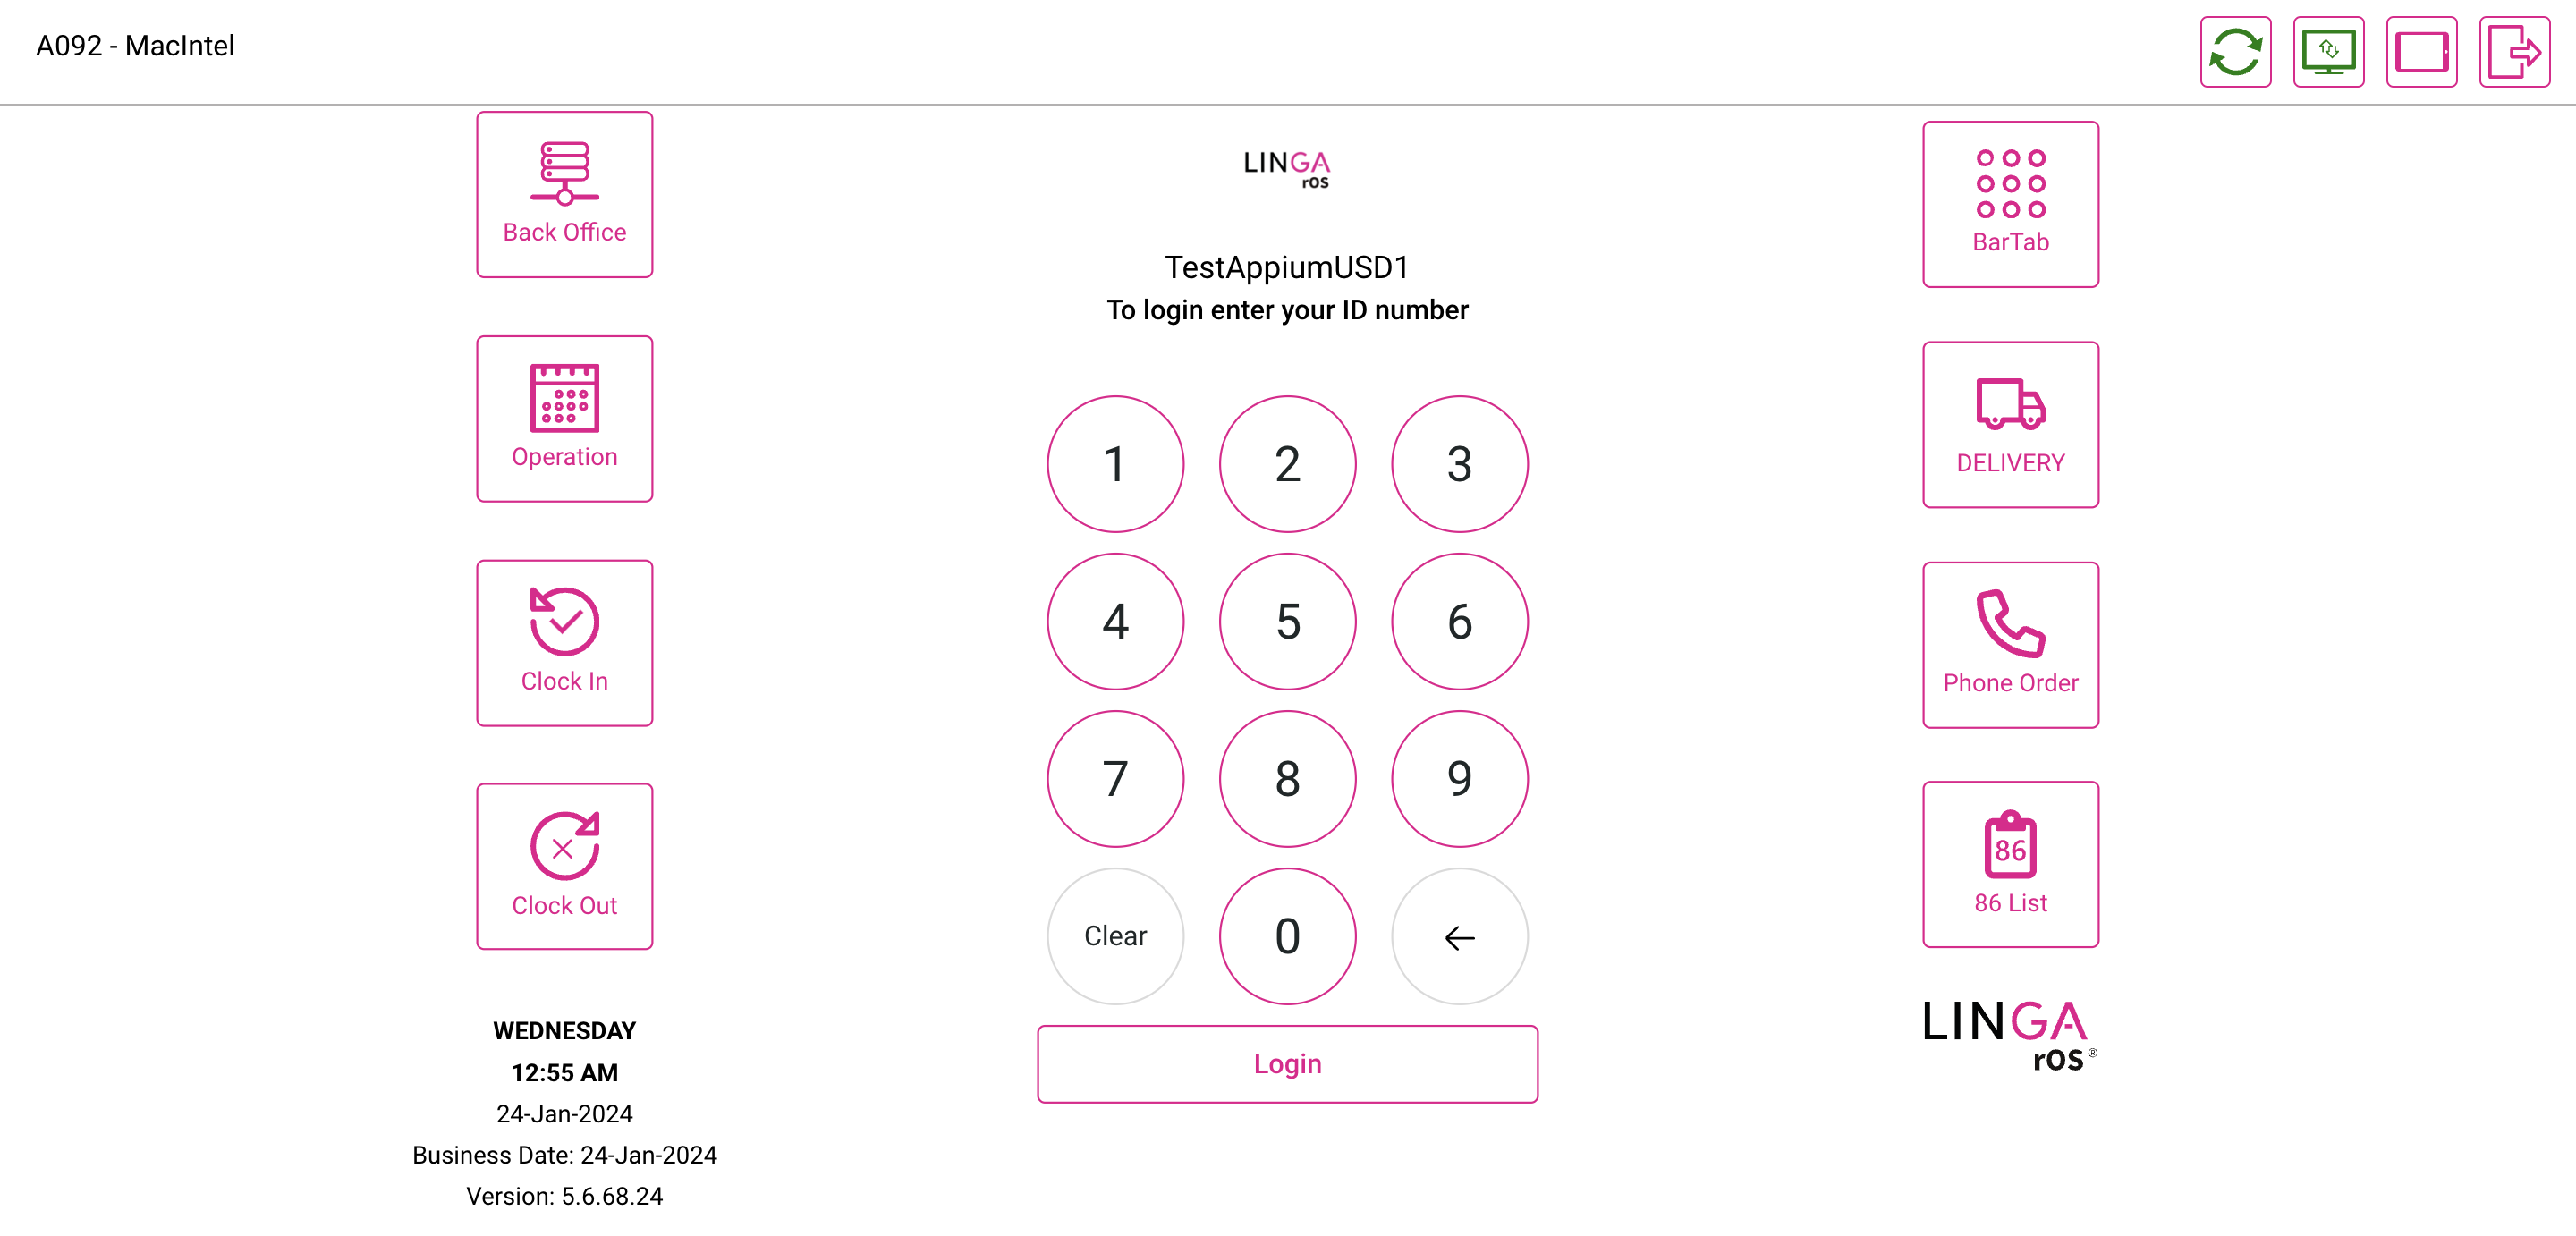 A092 - MacIntel
Back Office
Operation
Clock In
Clock Out
WEDNESDAY
12:55 AM
24-Jan-2024
Business Date: 24-Jan-2024
Version: 5.6.68.24
LINGA
rOS
TestAppiumUSD1
To login enter your ID number
1 2 3
4 5 6
7 8 9
Clear 0 ←
Login
BarTab
DELIVERY
Phone Order
86
86 List
LINGA
rOS ®